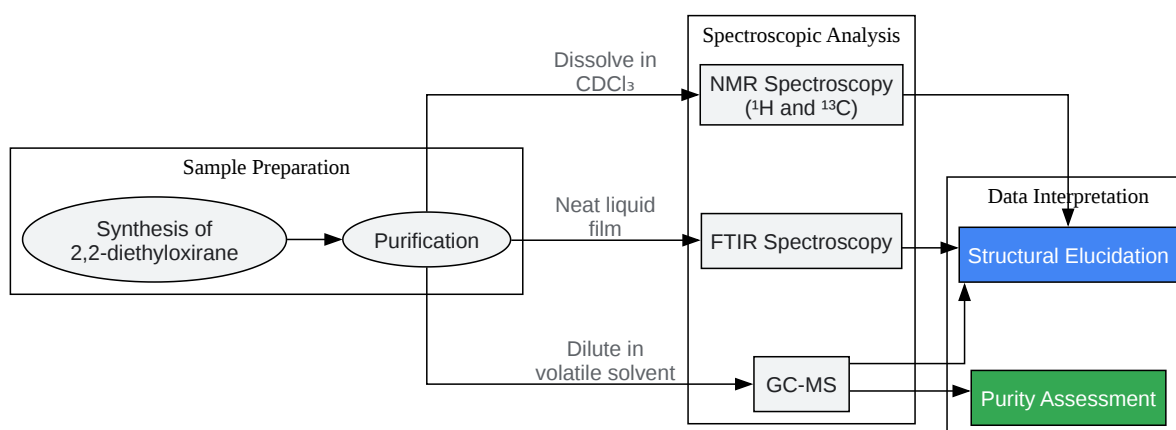 Sample Preparation
Synthesis of
2,2-diethyloxirane
Purification
Dissolve in
CDCl₃
Neat liquid
film
Dilute in
volatile solvent
Spectroscopic Analysis
NMR Spectroscopy
(¹H and ¹³C)
FTIR Spectroscopy
GC-MS
Data Interpretation
Structural Elucidation
Purity Assessment